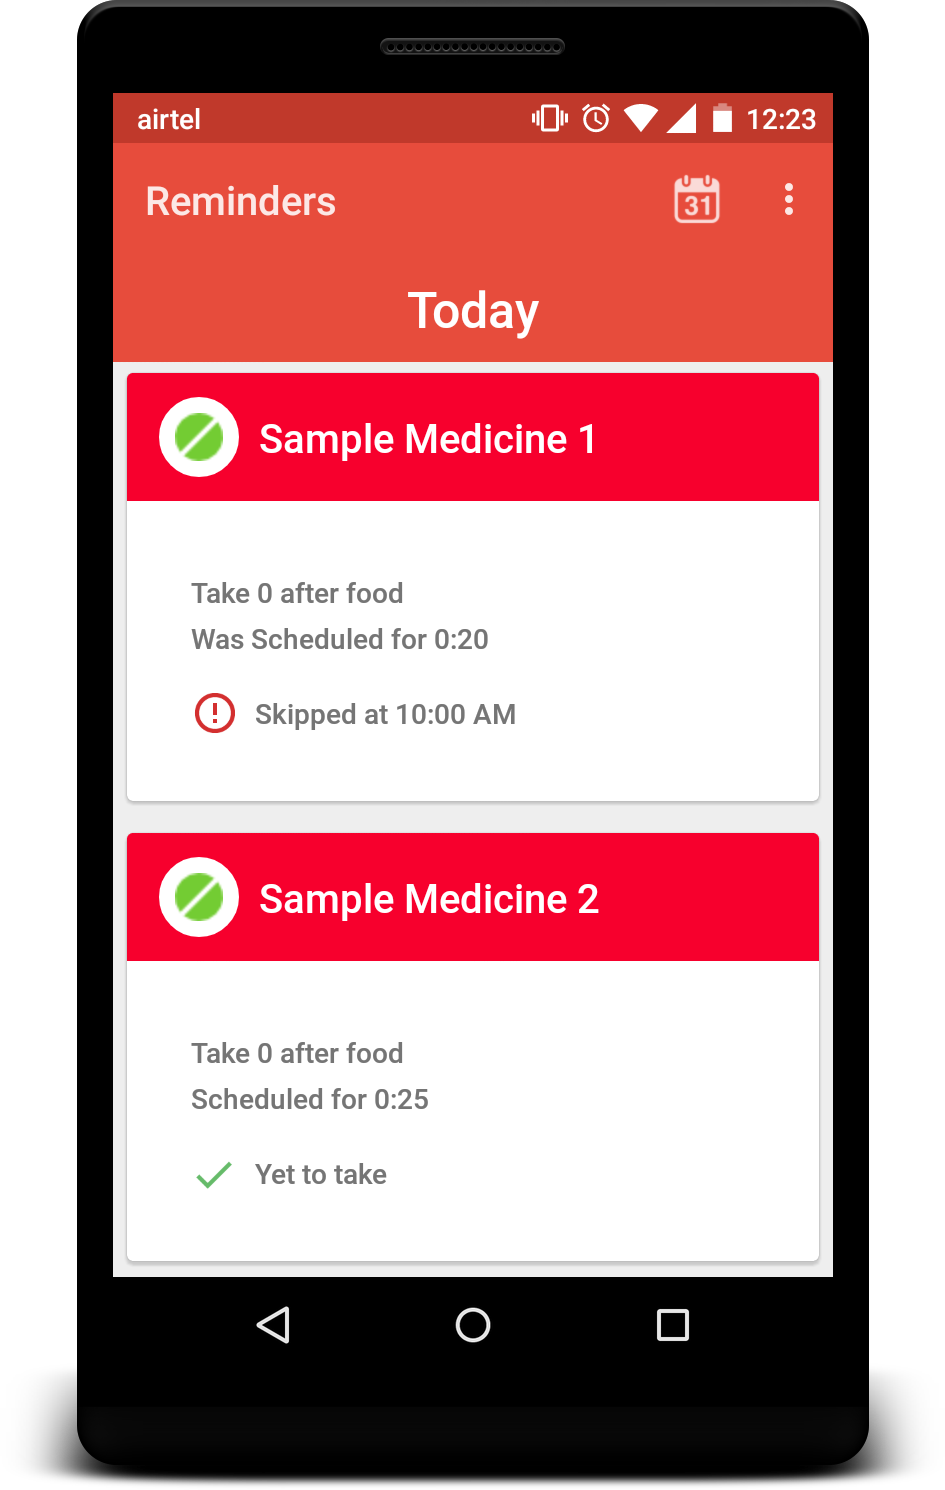 airtel 12:23
Reminders 31
Today
Sample Medicine 1
Take 0 after food
Was Scheduled for 0:20
Skipped at 10:00 AM
Sample Medicine 2
Take 0 after food
Scheduled for 0:25
Yet to take